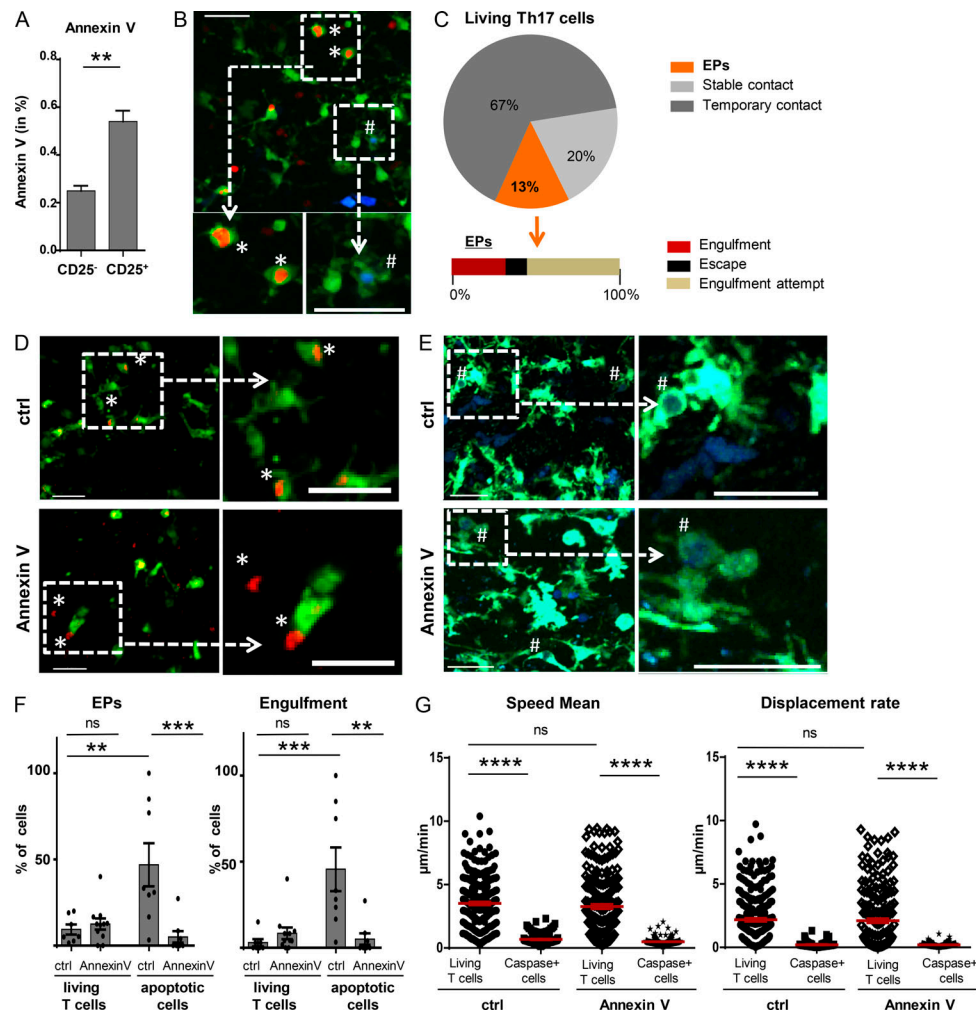 A
Annexin V
**
Annexin V (in %)
0.8
0.6
0.4
0.2
0.0
CD25-
CD25+
B
*
*
#
*
*
#
C
Living Th17 cells
67%
20%
13%
EPs
Stable contact
Temporary contact
EPs
0%
100%
Engulfment
Escape
Engulfment attempt
D
ctrl
*
*
*
*
Annexin V
*
*
*
*
E
ctrl
#
#
#
Annexin V
#
#
#
F
EPs
ns
***
**
% of cells
100
50
ctrl AnnexinV ctrl AnnexinV
living
T cells
apoptotic
cells
Engulfment
ns
**
***
% of cells
100
50
ctrl AnnexinV ctrl AnnexinV
living
T cells
apoptotic
cells
G
Speed Mean
ns
****
****
µm/min
15
10
5
0
Living
T cells
Caspase+
cells
Living
T cells
Caspase+
cells
ctrl
Annexin V
Displacement rate
ns
****
****
µm/min
15
10
5
0
Living
T cells
Caspase+
cells
Living
T cells
Caspase+
cells
ctrl
Annexin V